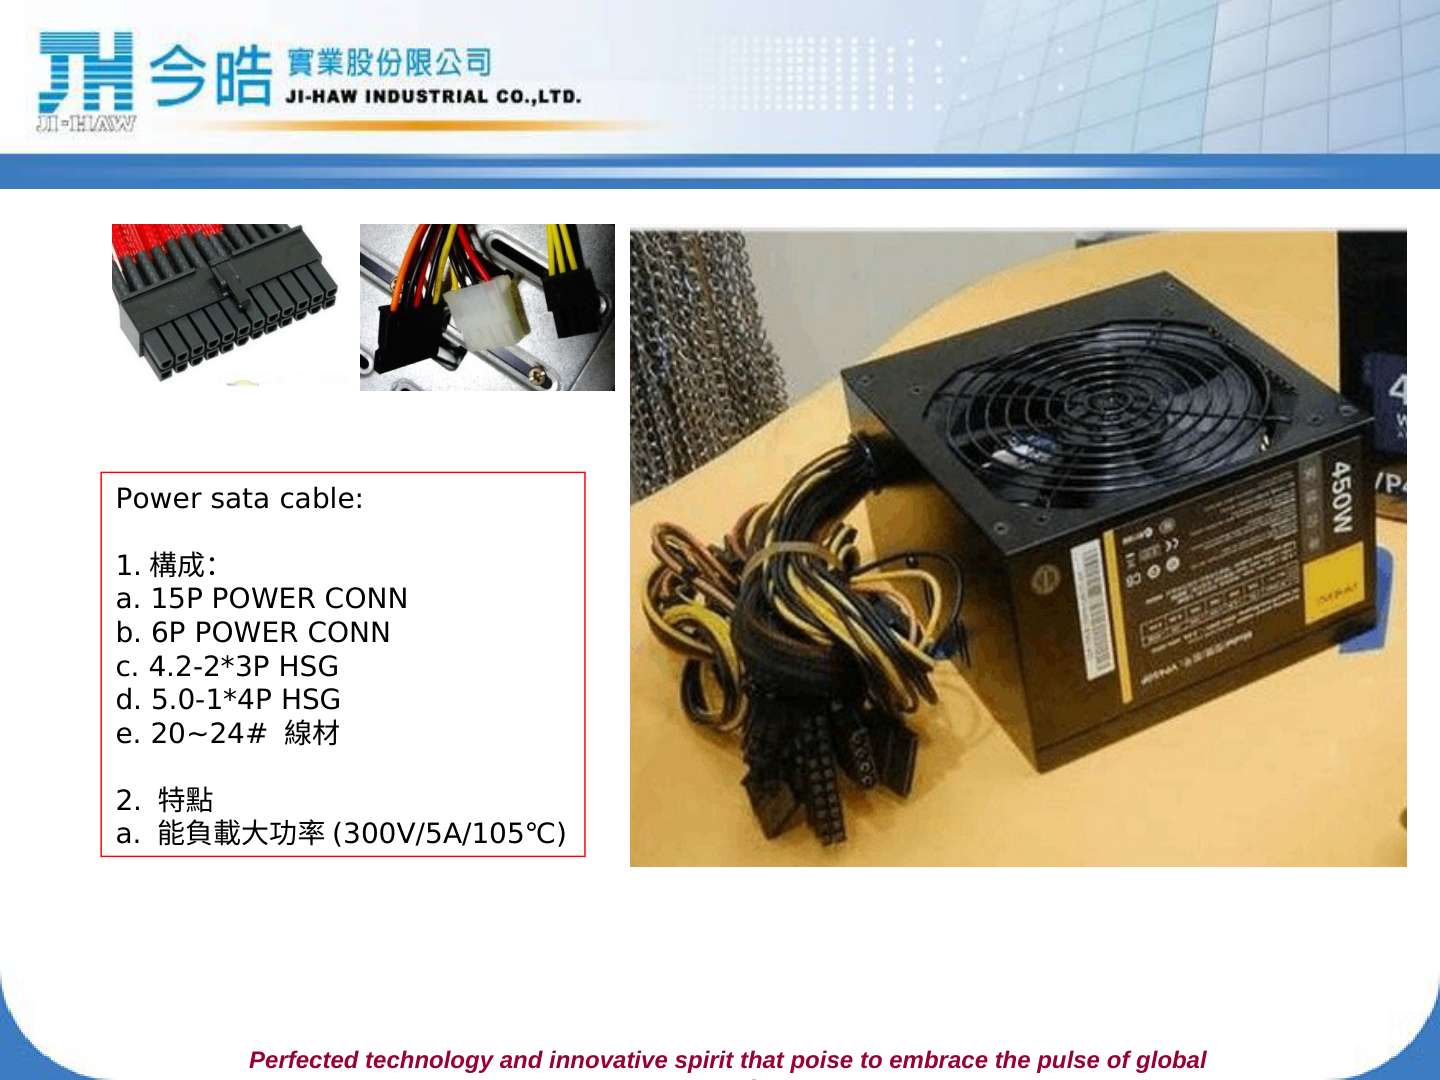 今皓 實業股份限公司
JI-HAW INDUSTRIAL CO.,LTD.
JI-HAW
Power sata cable:
1. 構成：
a. 15P POWER CONN
b. 6P POWER CONN
c. 4.2-2*3P HSG
d. 5.0-1*4P HSG
e. 20~24# 線材
2. 特點
a. 能負載大功率 (300V/5A/105℃)
450W
Perfected technology and innovative spirit that poise to embrace the pulse of global